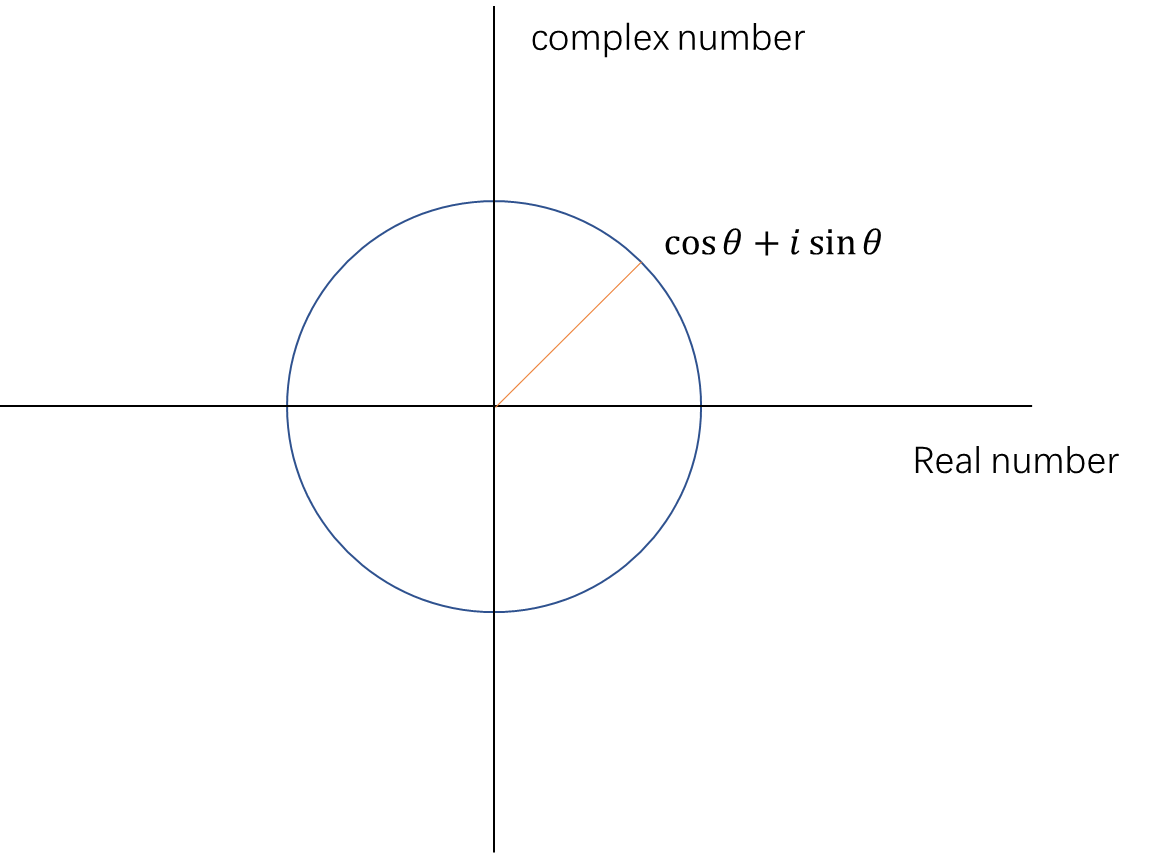 complex number
cos θ + i sin θ
Real number